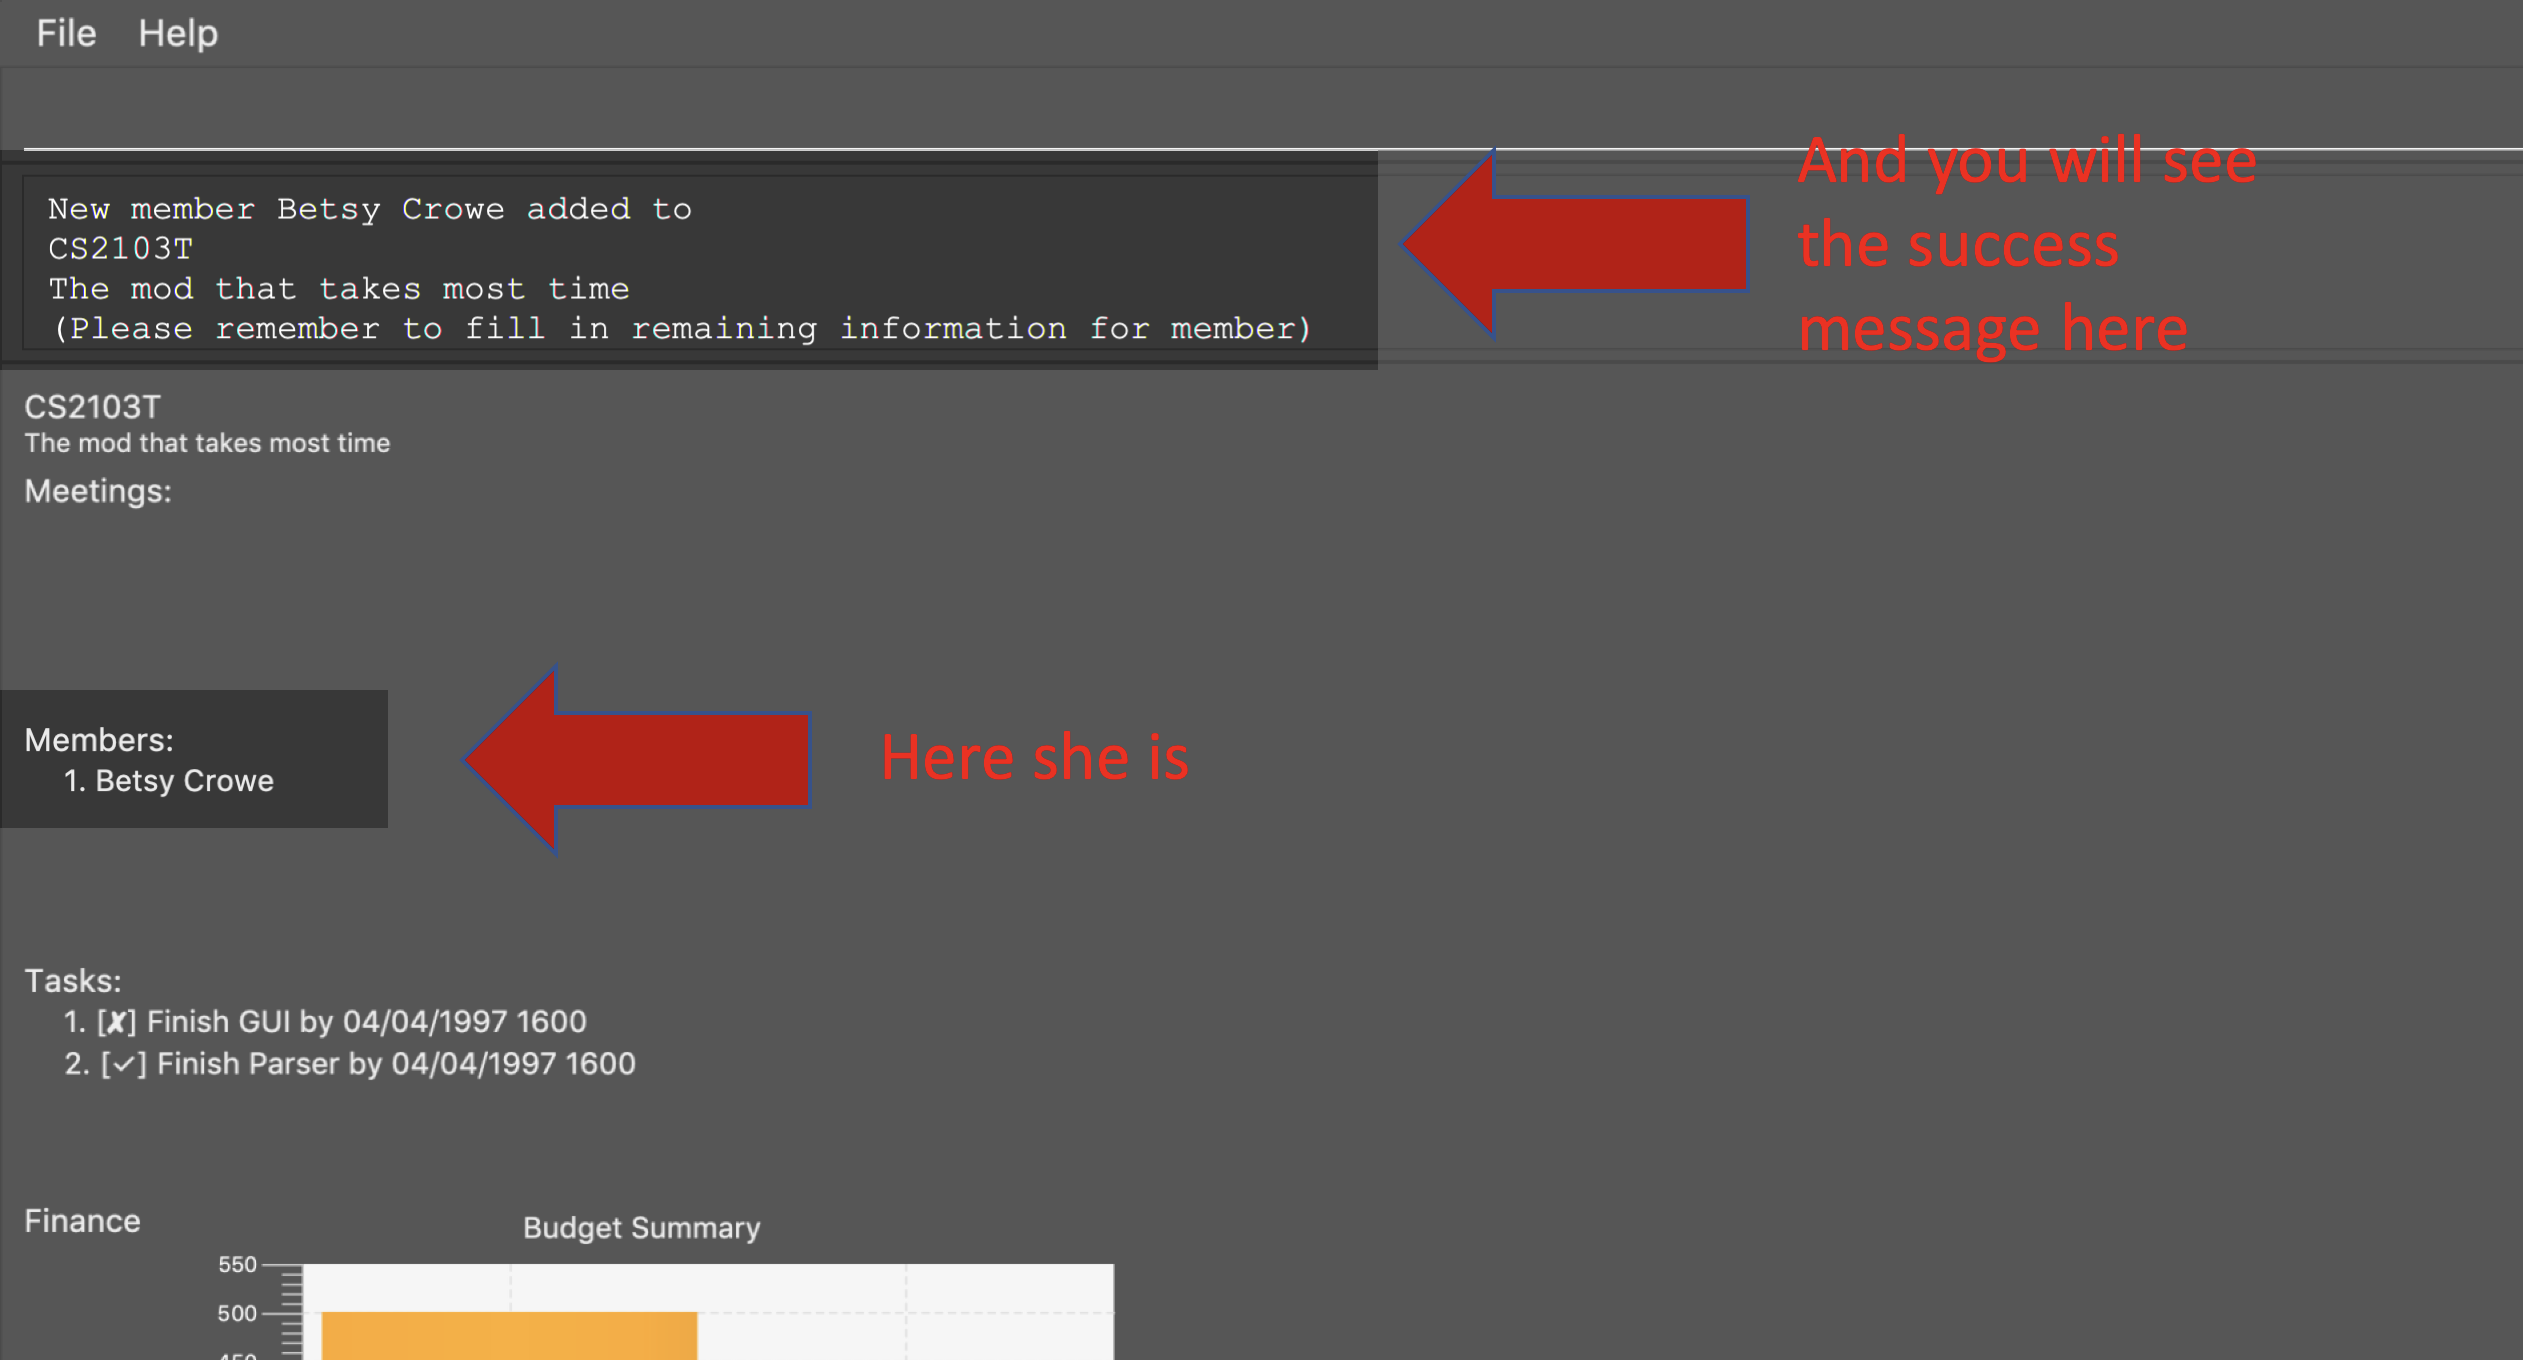 File Help
And you will see
the success
message here
New member Betsy Crowe added to
CS2103T
The mod that takes most time
(Please remember to fill in remaining information for member)
CS2103T
The mod that takes most time
Meetings:
Members:
1. Betsy Crowe
Here she is
Tasks:
1. [✘] Finish GUI by 04/04/1997 1600
2. [✓] Finish Parser by 04/04/1997 1600
Finance
Budget Summary
550
500